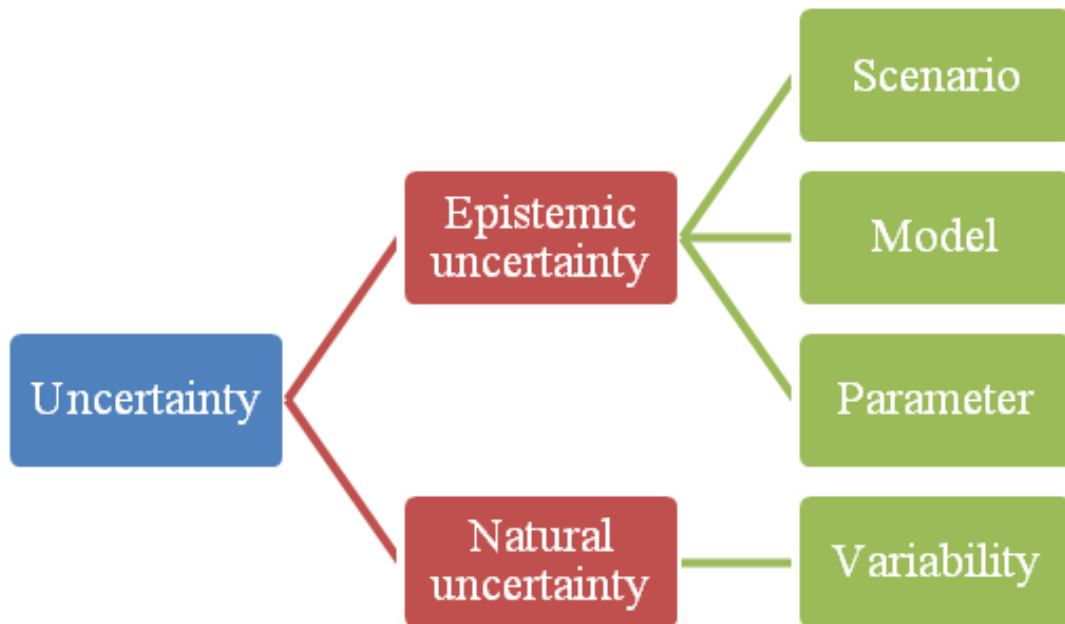 Scenario
Epistemic
uncertainty
Model
Uncertainty
Parameter
Natural
uncertainty
Variability